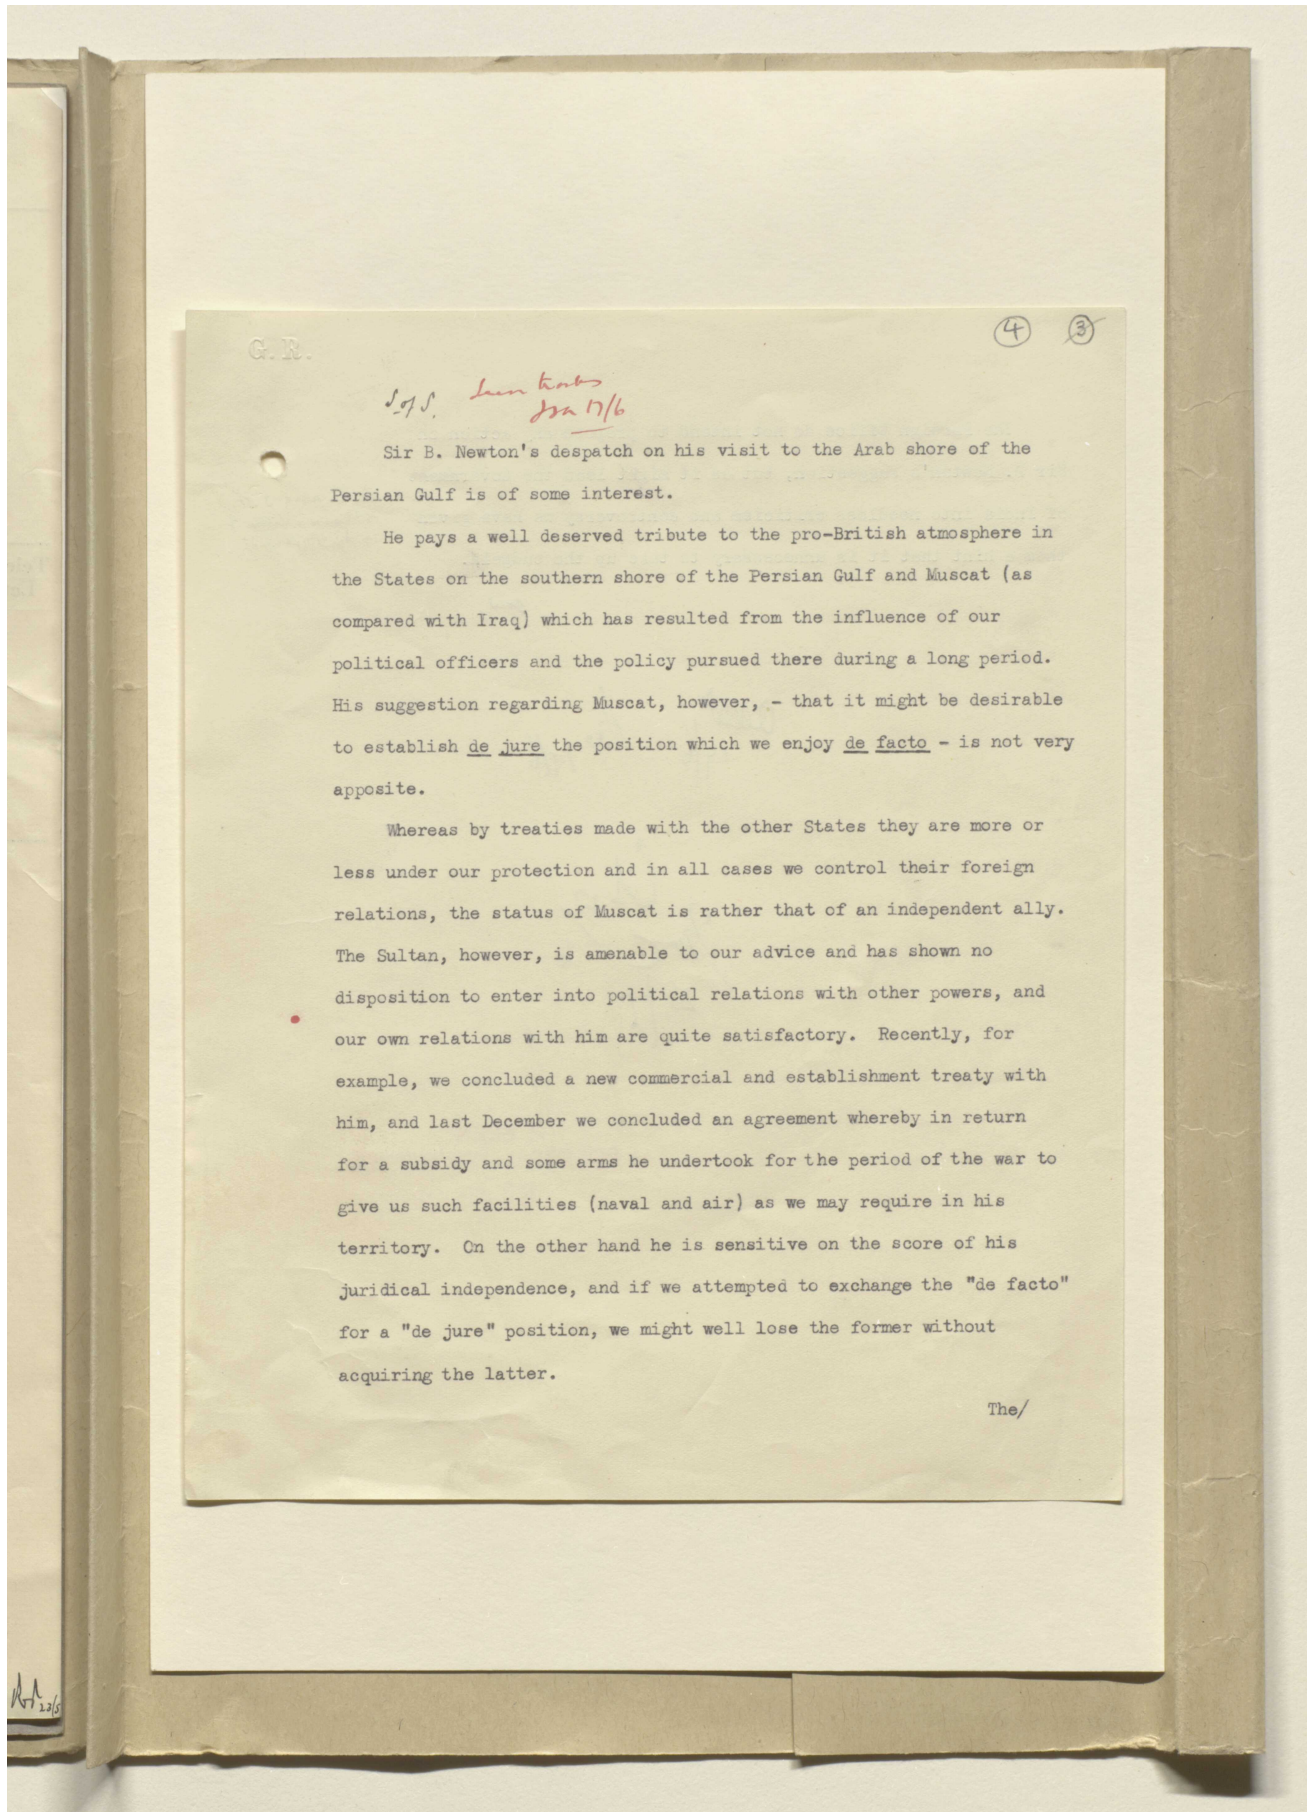 4 3
G.R.
S. of S.
17/6
Sir B. Newton's despatch on his visit to the Arab shore of the
Persian Gulf is of some interest.
He pays a well deserved tribute to the pro-British atmosphere in
the States on the southern shore of the Persian Gulf and Muscat (as
compared with Iraq) which has resulted from the influence of our
political officers and the policy pursued there during a long period.
His suggestion regarding Muscat, however, - that it might be desirable
to establish de jure the position which we enjoy de facto - is not very
apposite.
Whereas by treaties made with the other States they are more or
less under our protection and in all cases we control their foreign
relations, the status of Muscat is rather that of an independent ally.
The Sultan, however, is amenable to our advice and has shown no
disposition to enter into political relations with other powers, and
our own relations with him are quite satisfactory. Recently, for
example, we concluded a new commercial and establishment treaty with
him, and last December we concluded an agreement whereby in return
for a subsidy and some arms he undertook for the period of the war to
give us such facilities (naval and air) as we may require in his
territory. On the other hand he is sensitive on the score of his
juridical independence, and if we attempted to exchange the "de facto"
for a "de jure" position, we might well lose the former without
acquiring the latter.
The/
23/5